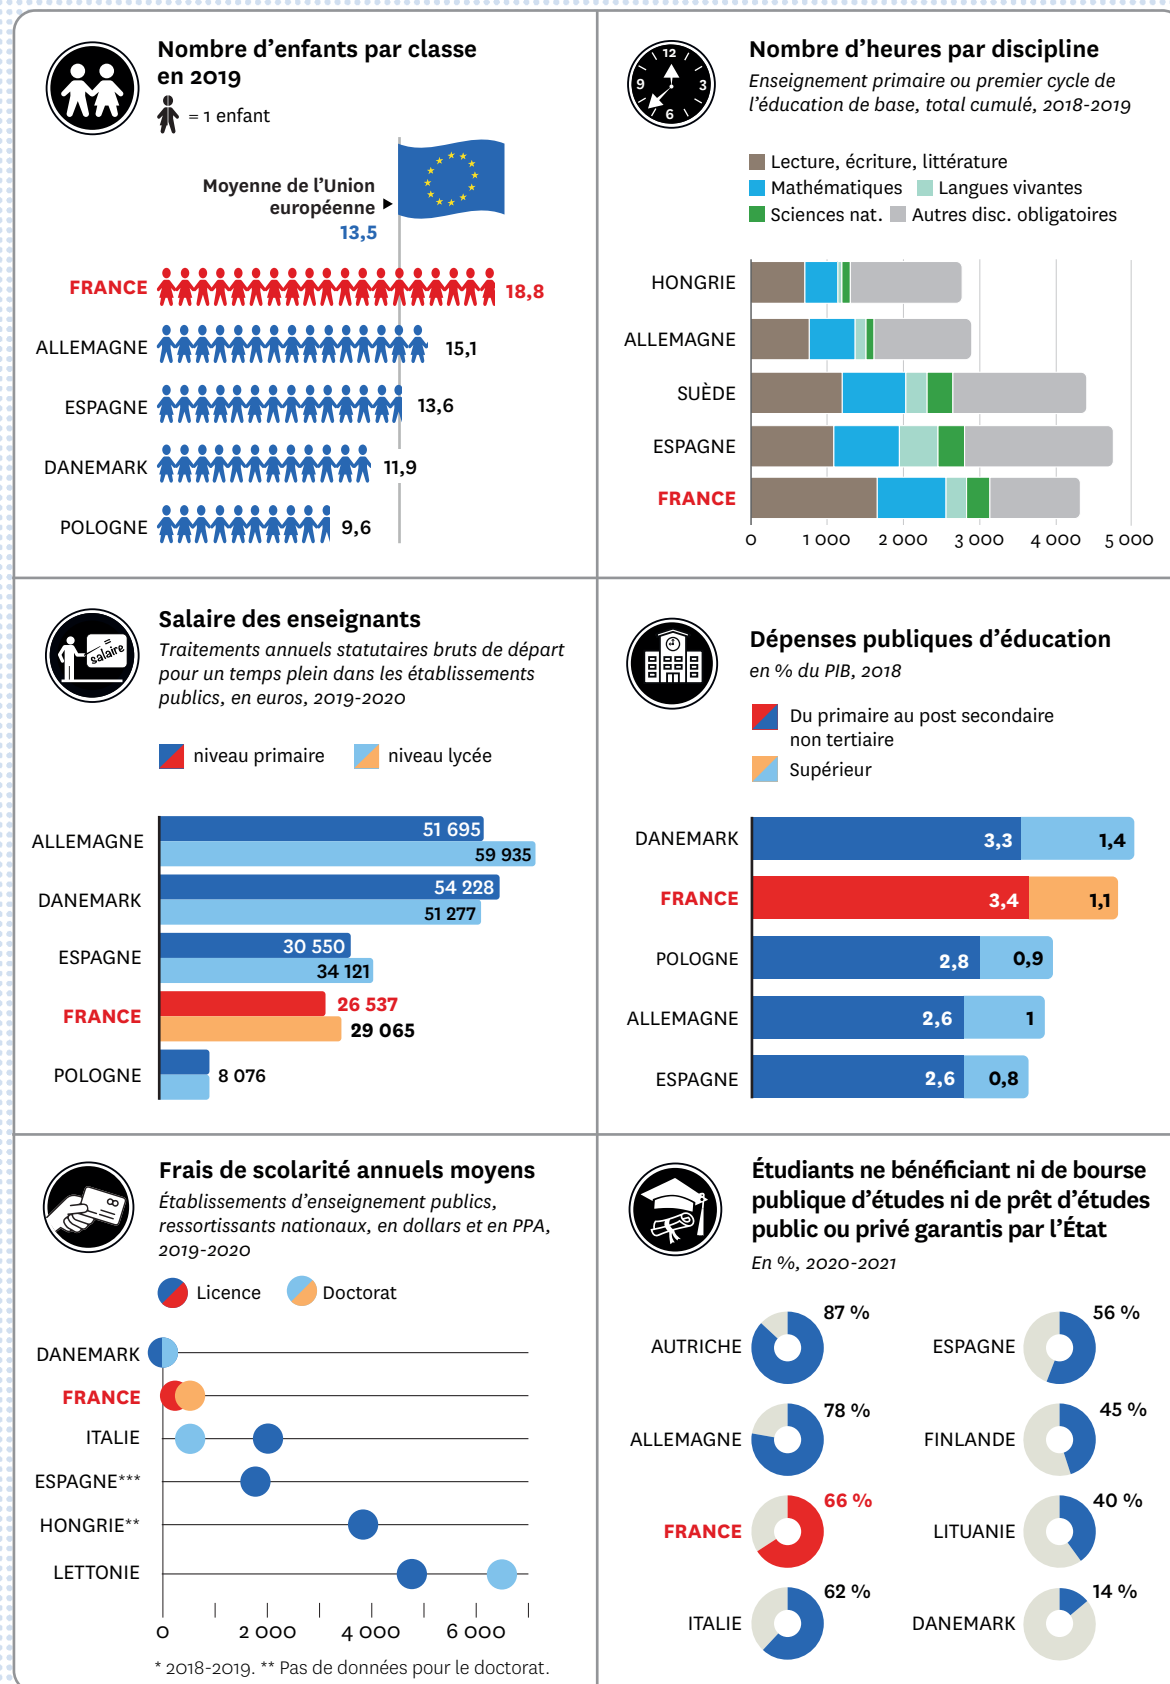 Nombre d’enfants par classe
en 2019
= 1 enfant
Moyenne de l’Union
européenne
13,5
FRANCE 18,8
ALLEMAGNE 15,1
ESPAGNE 13,6
DANEMARK 11,9
POLOGNE 9,6
Nombre d’heures par discipline
Enseignement primaire ou premier cycle de
l’éducation de base, total cumulé, 2018-2019
12
9 3
6
Lecture, écriture, littérature
Mathématiques Langues vivantes
Sciences nat. Autres disc. obligatoires
HONGRIE
ALLEMAGNE
SUÈDE
ESPAGNE
FRANCE
0 1 000 2 000 3 000 4 000 5 000
Salaire des enseignants
Traitements annuels statutaires bruts de départ
pour un temps plein dans les établissements
publics, en euros, 2019-2020
salaire
niveau primaire niveau lycée
ALLEMAGNE
51 695
59 935
DANEMARK
54 228
51 277
ESPAGNE
30 550
34 121
FRANCE
26 537
29 065
POLOGNE 8 076
Dépenses publiques d’éducation
en % du PIB, 2018
Du primaire au post secondaire
non tertiaire
Supérieur
DANEMARK 3,3 1,4
FRANCE 3,4 1,1
POLOGNE 2,8 0,9
ALLEMAGNE 2,6 1
ESPAGNE 2,6 0,8
Frais de scolarité annuels moyens
Établissements d’enseignement publics,
ressortissants nationaux, en dollars et en PPA,
2019-2020
Licence Doctorat
DANEMARK
FRANCE
ITALIE
ESPAGNE***
HONGRIE**
LETTONIE
0 2 000 4 000 6 000
* 2018-2019. ** Pas de données pour le doctorat.
Étudiants ne bénéficiant ni de bourse
publique d’études ni de prêt d’études
public ou privé garantis par l’État
En %, 2020-2021
AUTRICHE 87 %
ESPAGNE 56 %
ALLEMAGNE 78 %
FINLANDE 45 %
FRANCE 66 %
LITUANIE 40 %
ITALIE 62 %
DANEMARK 14 %